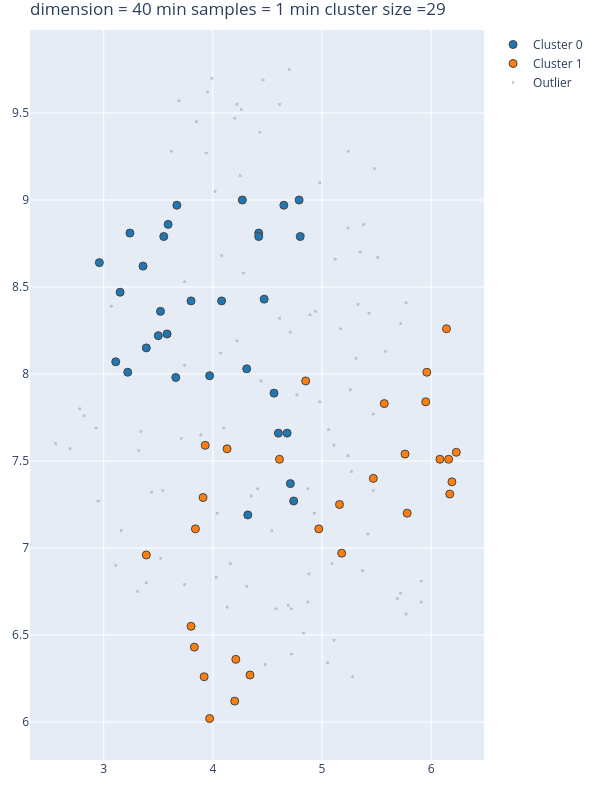 dimension = 40 min samples = 1 min cluster size =29
Cluster 0
Cluster 1
Outlier
9.5
9
8.5
8
7.5
7
6.5
6
3 4 5 6